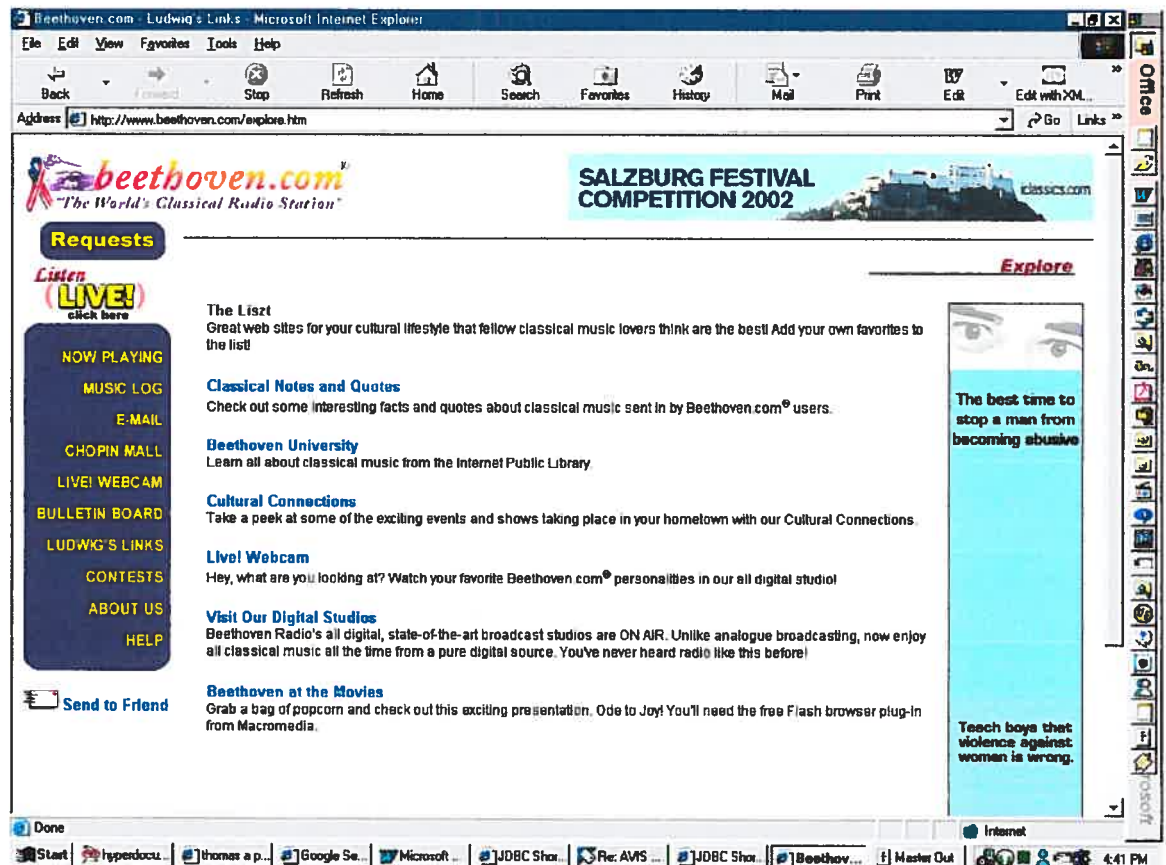 Beethoven.com - Ludwig's Links - Microsoft Internet Explorer
File Edit View Favorites Tools Help
Back Forward Stop Refresh Home Search Favorites History Mail Print Edit Edit with XM...
Address http://www.beethoven.com/explore.htm Go Links
Office
beethoven.com®
"The World's Classical Radio Station"
SALZBURG FESTIVAL
COMPETITION 2002
iclassics.com
Requests
Explore
Listen
LIVE!
click here
NOW PLAYING
MUSIC LOG
E-MAIL
CHOPIN MALL
LIVE! WEBCAM
BULLETIN BOARD
LUDWIG'S LINKS
CONTESTS
ABOUT US
HELP
Send to Friend
The Liszt
Great web sites for your cultural lifestyle that fellow classical music lovers think are the best! Add your own favorites to
the list!
Classical Notes and Quotes
Check out some interesting facts and quotes about classical music sent in by Beethoven.com® users.
Beethoven University
Learn all about classical music from the Internet Public Library.
Cultural Connections
Take a peek at some of the exciting events and shows taking place in your hometown with our Cultural Connections.
Live! Webcam
Hey, what are you looking at? Watch your favorite Beethoven.com® personalities in our all digital studio!
Visit Our Digital Studios
Beethoven Radio's all digital, state-of-the-art broadcast studios are ON AIR. Unlike analogue broadcasting, now enjoy
all classical music all the time from a pure digital source. You've never heard radio like this before!
Beethoven at the Movies
Grab a bag of popcorn and check out this exciting presentation, Ode to Joy! You'll need the free Flash browser plug-in
from Macromedia.
The best time to
stop a man from
becoming abusive
Teach boys that
violence against
women is wrong.
Done
Internet
Start hyperdocu... thomas a p... Google Se... Microsoft ... JDBC Shor... Re: AVIS ... JDBC Shor... Beethov... Master Out 4:41 PM